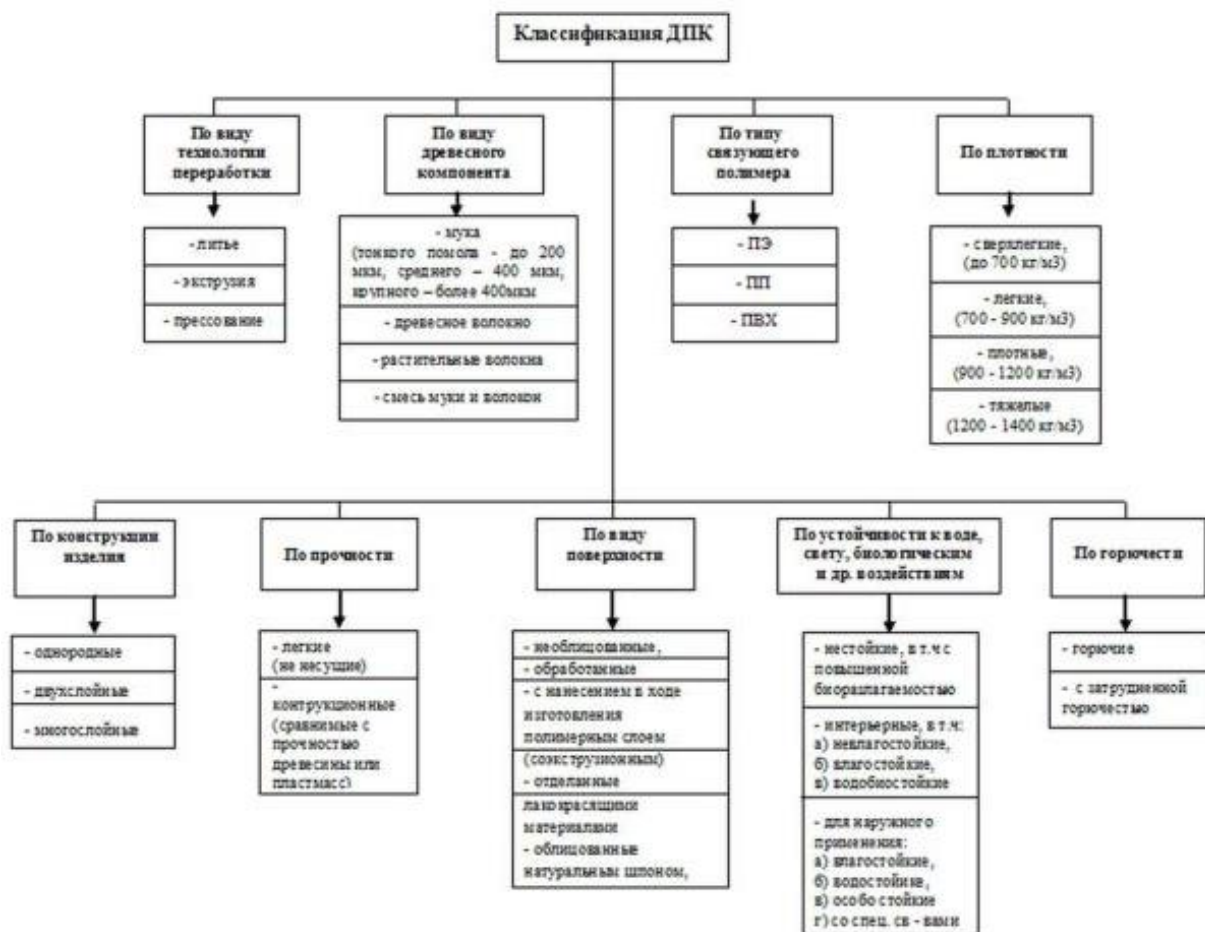 Классификация ДПК
По виду
технологии
переработки
- литье
- экструзия
- прессование
По виду
древесного
компонента
- мука
(тонкого помола - до 200
мкм, среднего – 400 мкм,
крупного – более 400мкм
- древесное волокно
- растительные волокна
- смесь муки и волокон
По типу
связующего
полимера
- ПЭ
- ПП
- ПВХ
По плотности
- сверхлегкие,
(до 700 кг/м3)
- легкие,
(700 - 900 кг/м3)
- плотные,
(900 - 1200 кг/м3)
- тяжелые
(1200 - 1400 кг/м3)
По конструкции
изделия
- однородные
- двухслойные
- многослойные
По прочности
- легкие
(не несущие)
-
контрукционные
(сравнимые с
прочностью
древесины или
пластмасс)
По виду
поверхности
- необлицованные,
- обработанные
- с нанесением в ходе
изготовления
полимерным слоем
(соэкструзионным)
- отделанные
лакокрасящими
материалами
- облицованные
натуральным шпоном,
По устойчивости к воде,
свету, биологическим
и др. воздействиям
- нестойкие, в т.ч с
повышенной
биоразлагаемостью
- интерьерные, в т.ч:
а) невлагостойкие,
б) влагостойкие,
в) водобиостойкие
- для наружного
применения:
а) влагостойкие,
б) водостойкие,
в) особо стойкие
г) со спец. св - вами
По горючести
- горючие
- с затрудненной
горючестью